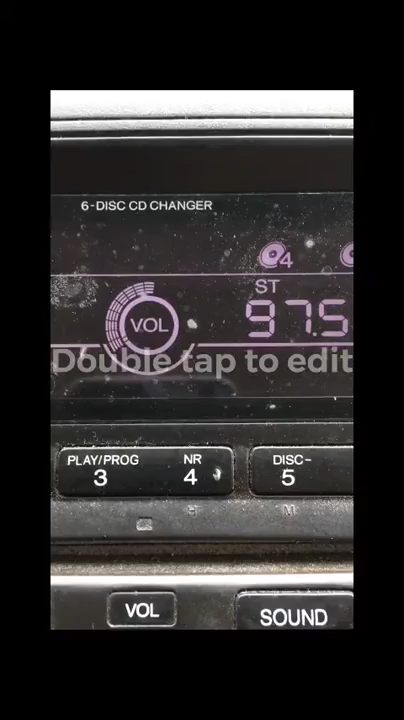 6-DISC CD CHANGER
4
ST
97.5
VOL
Double tap to edit
PLAY/PROG
3
NR
4
DISC-
5
H
M
VOL
SOUND